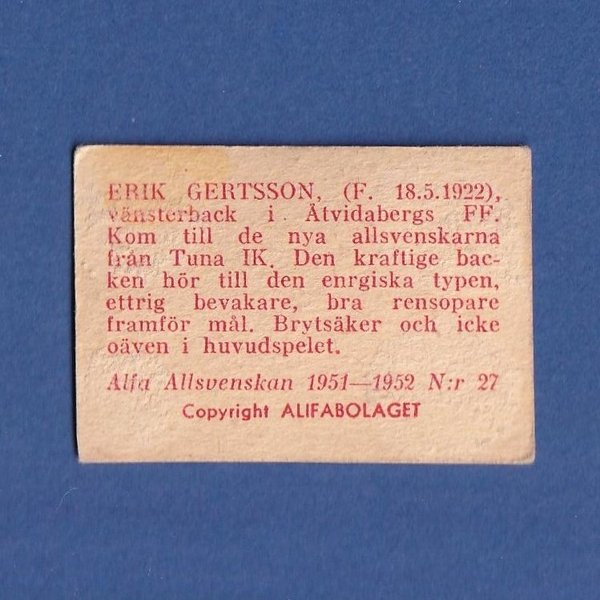 ERIK GERTSSON, (F. 18.5.1922),
vänsterback i Åtvidabergs FF.
Kom till de nya allsvenskarna
från Tuna IK. Den kraftige bac-
ken hör till den enrgiska typen,
ettrig bevakare, bra rensopare
framför mål. Brytsäker och icke
oäven i huvudspelet.
Alfa Allsvenskan 1951—1952 N:r 27
Copyright ALIFABOLAGET